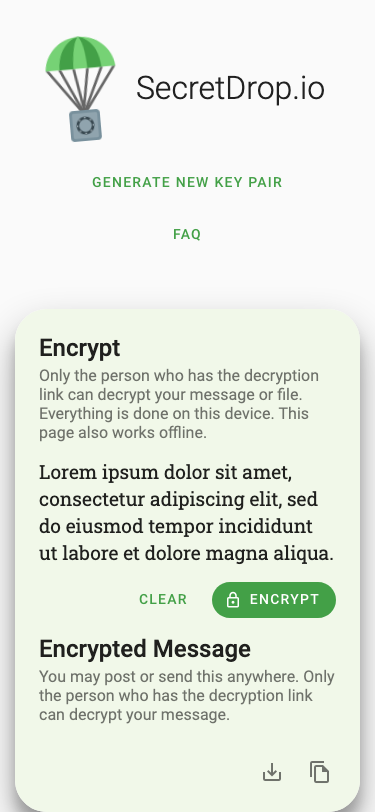 SecretDrop.io
GENERATE NEW KEY PAIR
FAQ
Encrypt
Only the person who has the decryption
link can decrypt your message or file.
Everything is done on this device. This
page also works offline.
Lorem ipsum dolor sit amet,
consectetur adipiscing elit, sed
do eiusmod tempor incididunt
ut labore et dolore magna aliqua.
CLEAR
ENCRYPT
Encrypted Message
You may post or send this anywhere. Only
the person who has the decryption link
can decrypt your message.